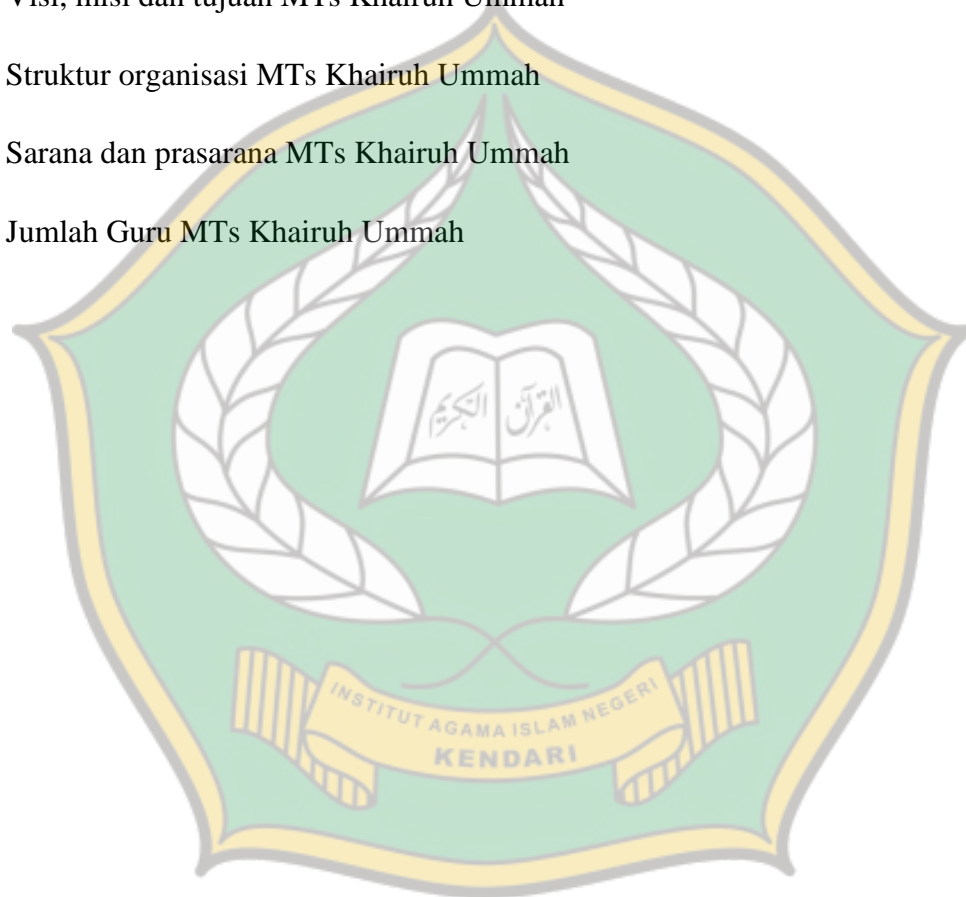 Visi, misi dan tujuan MTs Khairuh Ummah
Struktur organisasi MTs Khairuh Ummah
Sarana dan prasarana MTs Khairuh Ummah
Jumlah Guru MTs Khairuh Ummah
القرآن الكريم
INSTITUT AGAMA ISLAM NEGERI
KENDARI